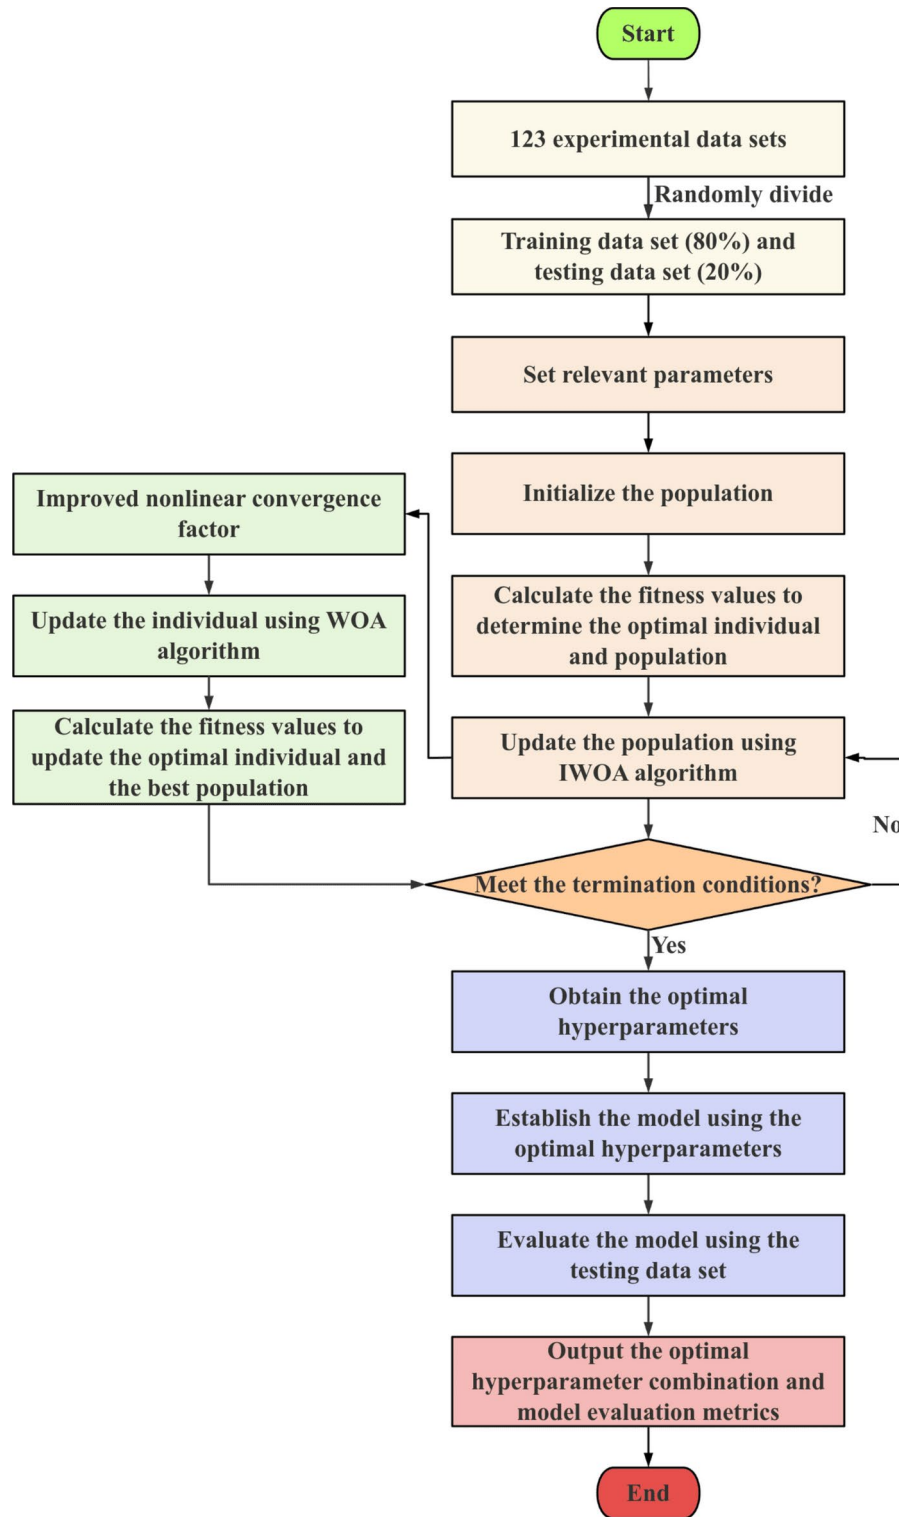 Start
123 experimental data sets
Randomly divide
Training data set (80%) and
testing data set (20%)
Set relevant parameters
Initialize the population
Calculate the fitness values to
determine the optimal individual
and population
Update the population using
IWOA algorithm
Improved nonlinear convergence
factor
Update the individual using WOA
algorithm
Calculate the fitness values to
update the optimal individual and
the best population
No
Meet the termination conditions?
Yes
Obtain the optimal
hyperparameters
Establish the model using the
optimal hyperparameters
Evaluate the model using the
testing data set
Output the optimal
hyperparameter combination and
model evaluation metrics
End